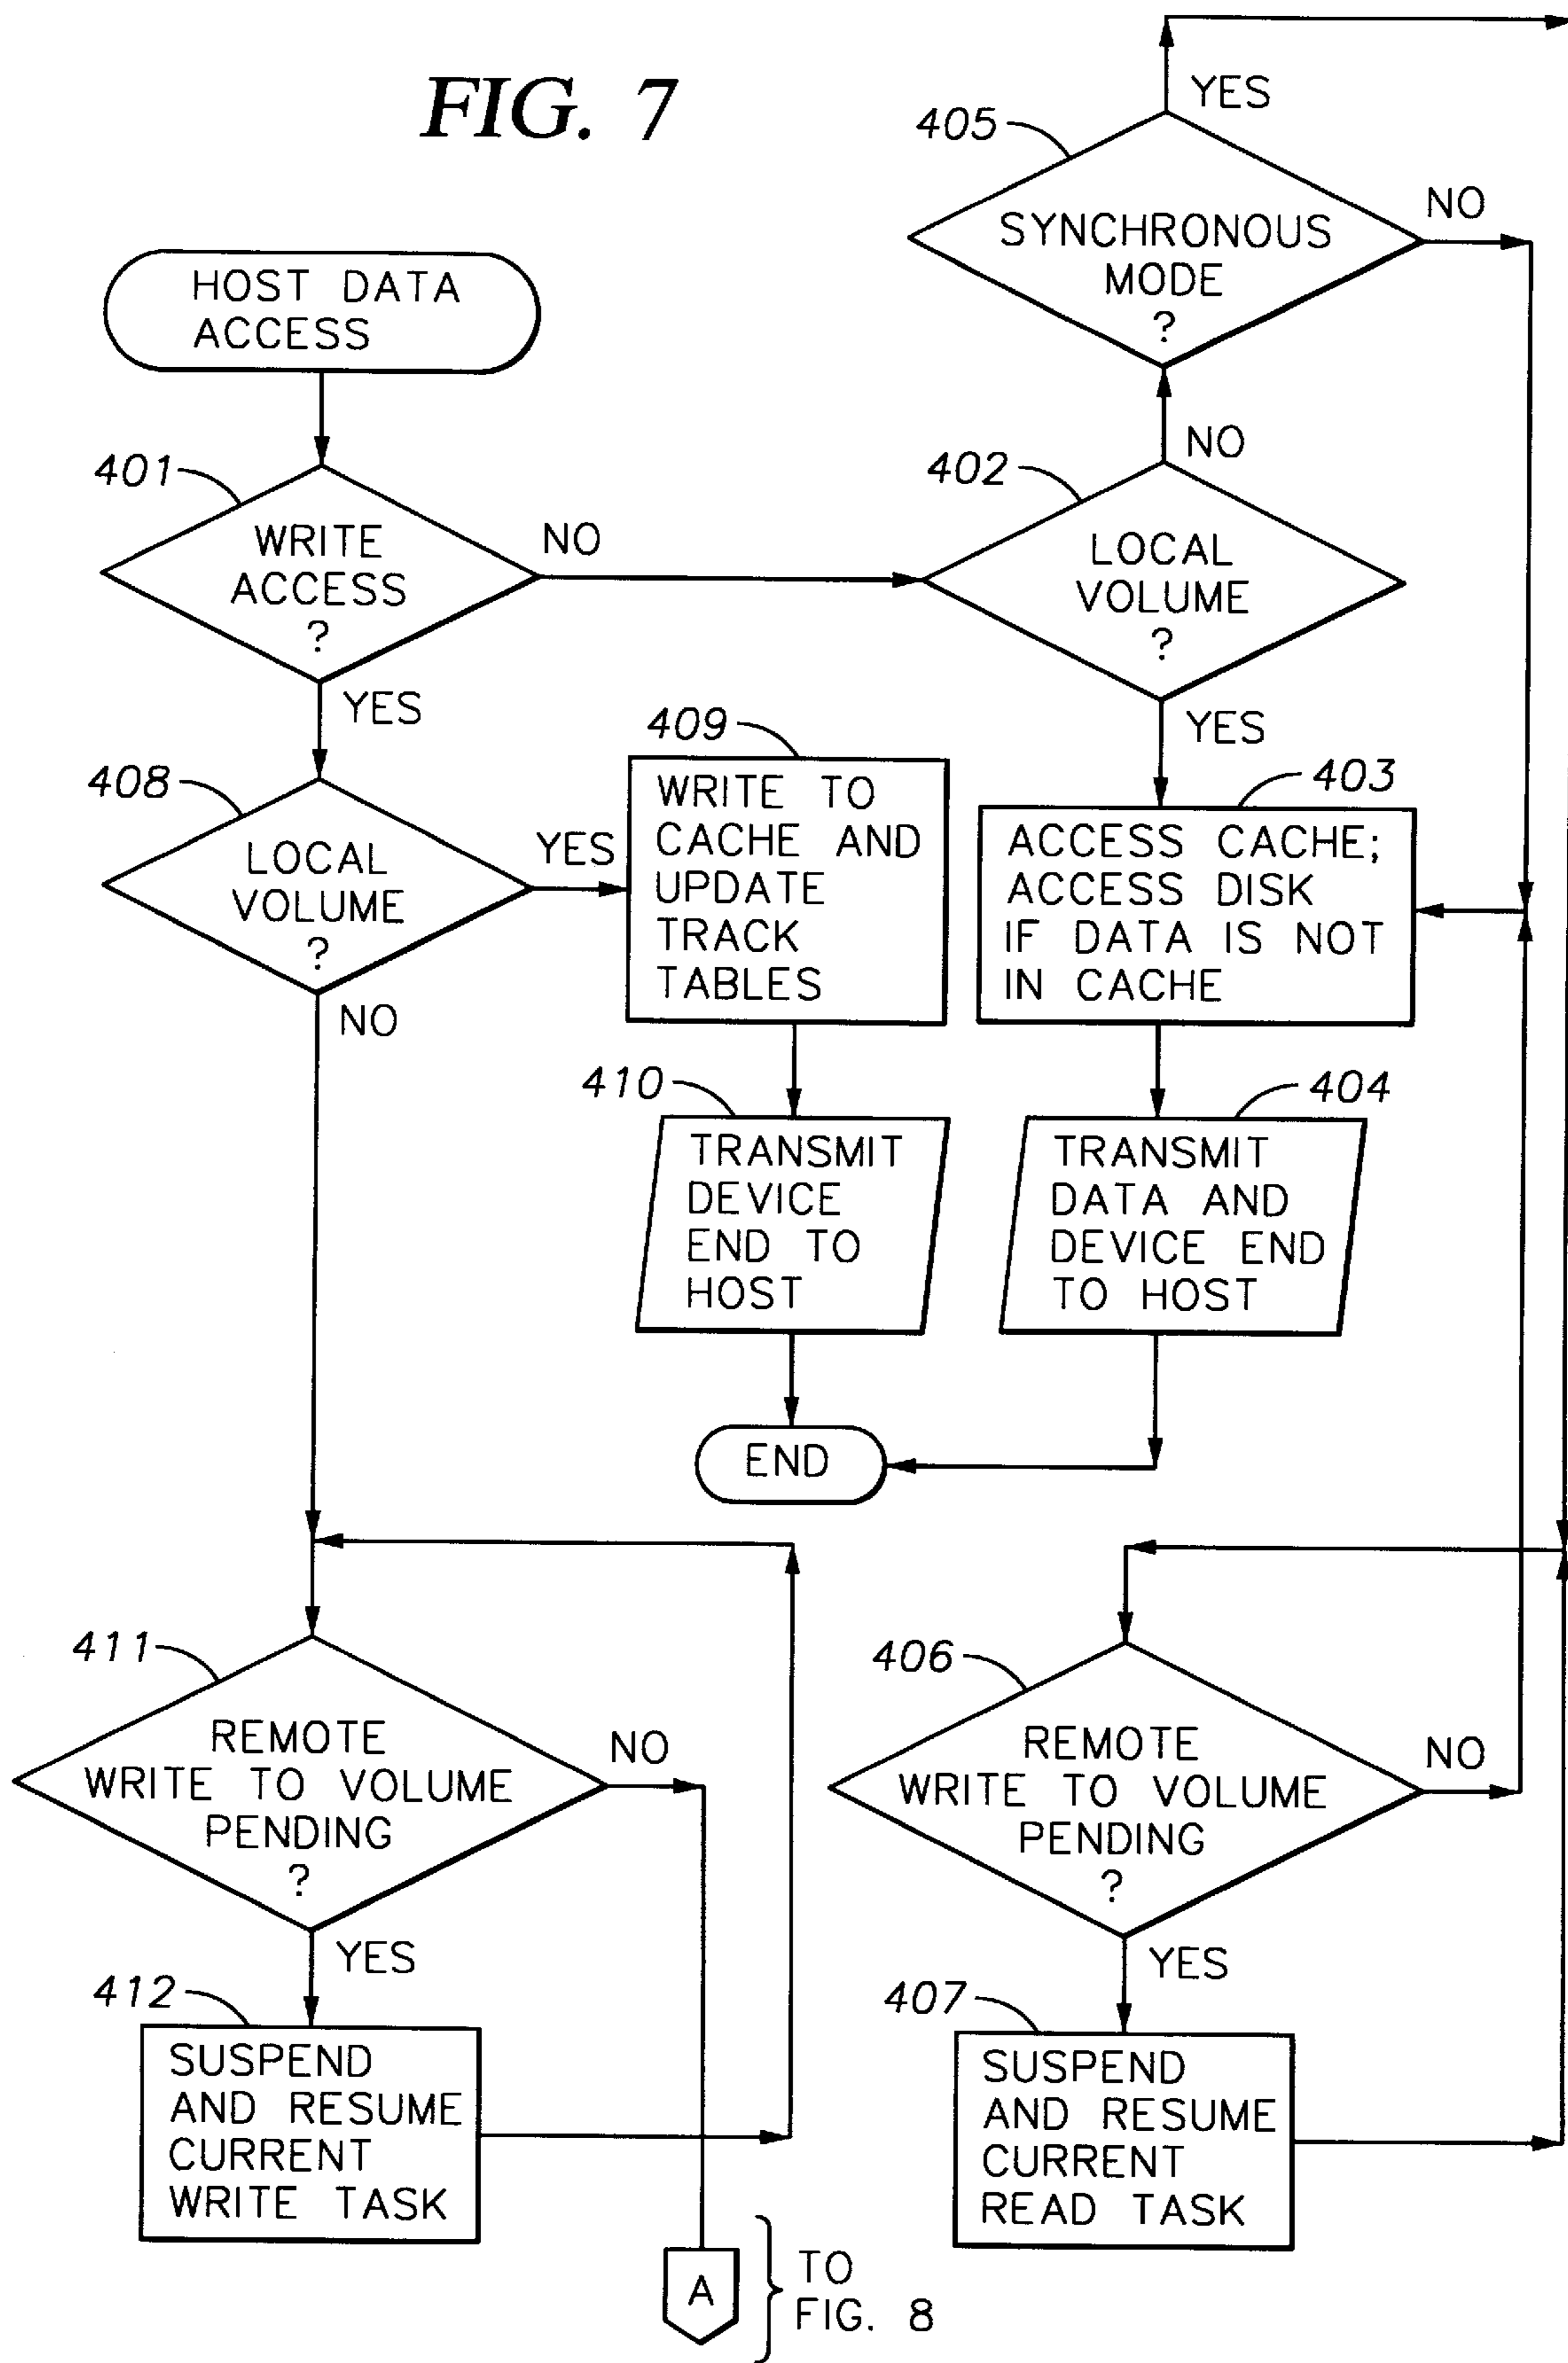 FIG. 7
HOST DATA
ACCESS
401
WRITE
ACCESS
?
NO
YES
402
LOCAL
VOLUME
?
NO
YES
405
SYNCHRONOUS
MODE
?
YES
NO
408
LOCAL
VOLUME
?
YES
NO
409
WRITE TO
CACHE AND
UPDATE
TRACK
TABLES
403
ACCESS CACHE;
ACCESS DISK
IF DATA IS NOT
IN CACHE
410
TRANSMIT
DEVICE
END TO
HOST
404
TRANSMIT
DATA AND
DEVICE END
TO HOST
END
411
REMOTE
WRITE TO VOLUME
PENDING
?
NO
YES
406
REMOTE
WRITE TO VOLUME
PENDING
?
NO
YES
412
SUSPEND
AND RESUME
CURRENT
WRITE TASK
407
SUSPEND
AND RESUME
CURRENT
READ TASK
A
TO
FIG. 8